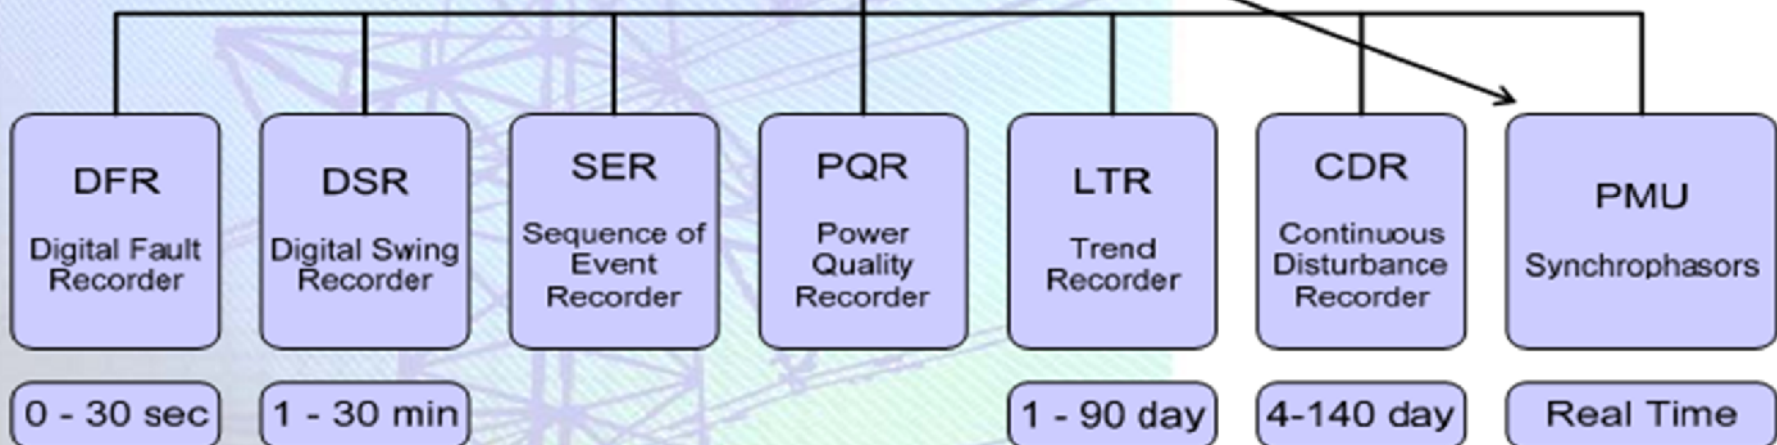 DFR
Digital Fault
Recorder
DSR
Digital Swing
Recorder
SER
Sequence of
Event
Recorder
PQR
Power
Quality
Recorder
LTR
Trend
Recorder
CDR
Continuous
Disturbance
Recorder
PMU
Synchrophasors
0 - 30 sec
1 - 30 min
1 - 90 day
4-140 day
Real Time